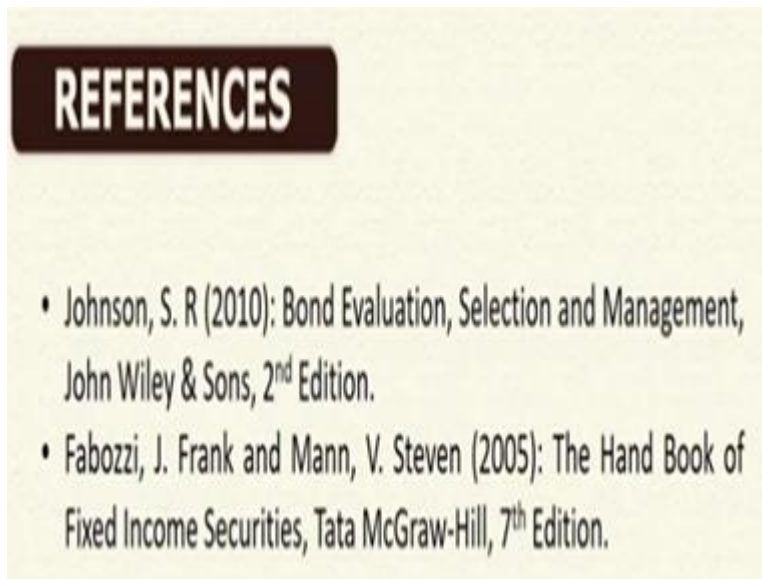 REFERENCES
• Johnson, S. R (2010): Bond Evaluation, Selection and Management,
John Wiley & Sons, 2nd Edition.
• Fabozzi, J. Frank and Mann, V. Steven (2005): The Hand Book of
Fixed Income Securities, Tata McGraw-Hill, 7th Edition.